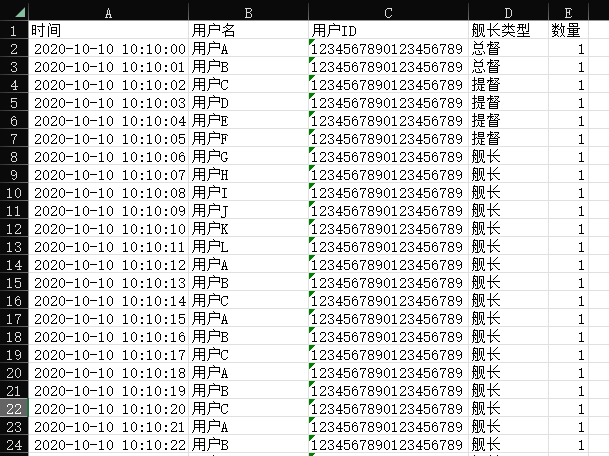 A B C D E
1 时间 用户名 用户ID 舰长类型 数量
2 2020-10-10 10:10:00 用户A 1234567890123456789 总督 1
3 2020-10-10 10:10:01 用户B 1234567890123456789 总督 1
4 2020-10-10 10:10:02 用户C 1234567890123456789 提督 1
5 2020-10-10 10:10:03 用户D 1234567890123456789 提督 1
6 2020-10-10 10:10:04 用户E 1234567890123456789 提督 1
7 2020-10-10 10:10:05 用户F 1234567890123456789 提督 1
8 2020-10-10 10:10:06 用户G 1234567890123456789 舰长 1
9 2020-10-10 10:10:07 用户H 1234567890123456789 舰长 1
10 2020-10-10 10:10:08 用户I 1234567890123456789 舰长 1
11 2020-10-10 10:10:09 用户J 1234567890123456789 舰长 1
12 2020-10-10 10:10:10 用户K 1234567890123456789 舰长 1
13 2020-10-10 10:10:11 用户L 1234567890123456789 舰长 1
14 2020-10-10 10:10:12 用户A 1234567890123456789 舰长 1
15 2020-10-10 10:10:13 用户B 1234567890123456789 舰长 1
16 2020-10-10 10:10:14 用户C 1234567890123456789 舰长 1
17 2020-10-10 10:10:15 用户A 1234567890123456789 舰长 1
18 2020-10-10 10:10:16 用户B 1234567890123456789 舰长 1
19 2020-10-10 10:10:17 用户C 1234567890123456789 舰长 1
20 2020-10-10 10:10:18 用户A 1234567890123456789 舰长 1
21 2020-10-10 10:10:19 用户B 1234567890123456789 舰长 1
22 2020-10-10 10:10:20 用户C 1234567890123456789 舰长 1
23 2020-10-10 10:10:21 用户A 1234567890123456789 舰长 1
24 2020-10-10 10:10:22 用户B 1234567890123456789 舰长 1